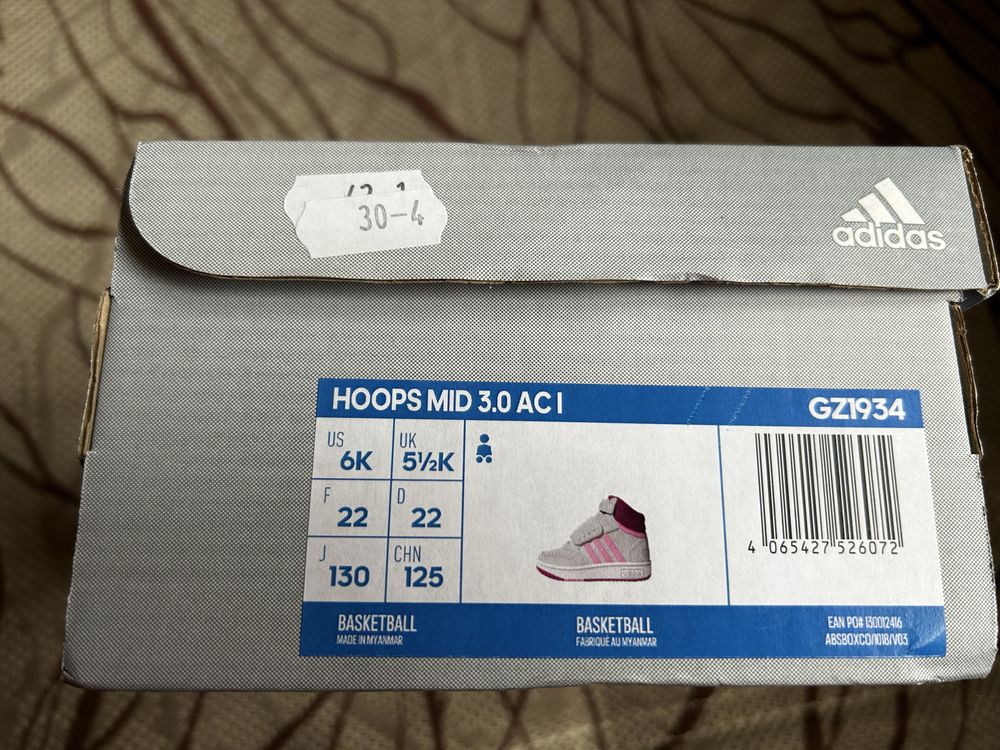 30-4
adidas
HOOPS MID 3.0 AC I
GZ1934
US
6K
UK
5½K
F
22
D
22
J
130
CHN
125
4 065427 526072
BASKETBALL
MADE IN MYANMAR
BASKETBALL
FABRIQUE AU MYANMAR
EAN PO# 130012416
ABSBOXCO/1018/V03